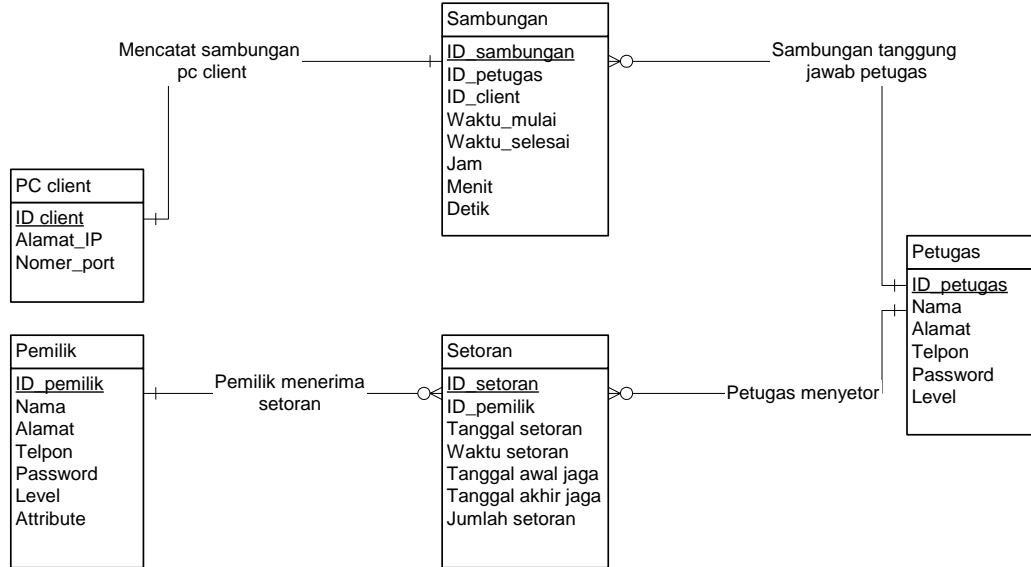 Sambungan
ID_sambungan
ID_petugas
ID_client
Waktu_mulai
Waktu_selesai
Jam
Menit
Detik
Mencatat sambungan
pc client
Sambungan tanggung
jawab petugas
PC client
ID client
Alamat_IP
Nomer_port
Petugas
ID_petugas
Nama
Alamat
Telpon
Password
Level
Pemilik
ID_pemilik
Nama
Alamat
Telpon
Password
Level
Attribute
Pemilik menerima
setoran
Setoran
ID_setoran
ID_pemilik
Tanggal setoran
Waktu setoran
Tanggal awal jaga
Tanggal akhir jaga
Jumlah setoran
Petugas menyetor